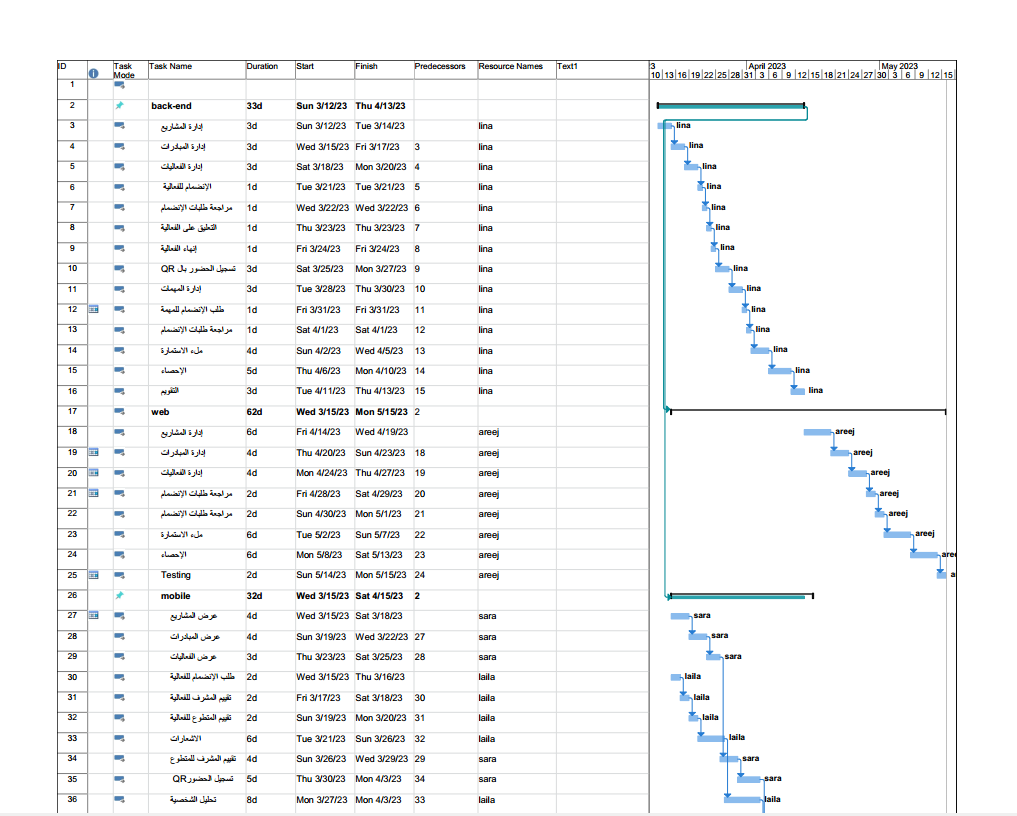 ID Task Mode Task Name Duration Start Finish Predecessors Resource Names Text1 3 April 2023 May 2023
10 13 16 19 22 25 28 31 3 6 9 12 15 18 21 24 27 30 3 6 9 12 15
1
2 back-end 33d Sun 3/12/23 Thu 4/13/23
3 إدارة المشاريع 3d Sun 3/12/23 Tue 3/14/23 lina lina
4 إدارة المبادرات 3d Wed 3/15/23 Fri 3/17/23 3 lina lina
5 إدارة الفعاليات 3d Sat 3/18/23 Mon 3/20/23 4 lina lina
6 الإنضمام للفعالية 1d Tue 3/21/23 Tue 3/21/23 5 lina lina
7 مراجعة طلبات الإنضمام 1d Wed 3/22/23 Wed 3/22/23 6 lina lina
8 التعليق على الفعالية 1d Thu 3/23/23 Thu 3/23/23 7 lina lina
9 إنهاء الفعالية 1d Fri 3/24/23 Fri 3/24/23 8 lina lina
10 تسجيل الحضور بال QR 3d Sat 3/25/23 Mon 3/27/23 9 lina lina
11 إدارة المهمات 3d Tue 3/28/23 Thu 3/30/23 10 lina lina
12 طلب الإنضمام للمهمة 1d Fri 3/31/23 Fri 3/31/23 11 lina lina
13 مراجعة طلبات الإنضمام 1d Sat 4/1/23 Sat 4/1/23 12 lina lina
14 ملء الاستمارة 4d Sun 4/2/23 Wed 4/5/23 13 lina lina
15 الإحصاء 5d Thu 4/6/23 Mon 4/10/23 14 lina lina
16 التقويم 3d Tue 4/11/23 Thu 4/13/23 15 lina lina
17 web 62d Wed 3/15/23 Mon 5/15/23 2
18 إدارة المشاريع 6d Fri 4/14/23 Wed 4/19/23 areej areej
19 إدارة المبادرات 4d Thu 4/20/23 Sun 4/23/23 18 areej areej
20 إدارة الفعاليات 4d Mon 4/24/23 Thu 4/27/23 19 areej areej
21 مراجعة طلبات الإنضمام 2d Fri 4/28/23 Sat 4/29/23 20 areej areej
22 مراجعة طلبات الإنضمام 2d Sun 4/30/23 Mon 5/1/23 21 areej areej
23 ملء الاستمارة 6d Tue 5/2/23 Sun 5/7/23 22 areej areej
24 الإحصاء 6d Mon 5/8/23 Sat 5/13/23 23 areej aree
25 Testing 2d Sun 5/14/23 Mon 5/15/23 24 areej a
26 mobile 32d Wed 3/15/23 Sat 4/15/23 2
27 عرض المشاريع 4d Wed 3/15/23 Sat 3/18/23 sara sara
28 عرض المبادرات 4d Sun 3/19/23 Wed 3/22/23 27 sara sara
29 عرض الفعاليات 3d Thu 3/23/23 Sat 3/25/23 28 sara sara
30 طلب الإنضمام للفعالية 2d Wed 3/15/23 Thu 3/16/23 laila laila
31 تقييم المشرف للفعالية 2d Fri 3/17/23 Sat 3/18/23 30 laila laila
32 تقييم المتطوع للفعالية 2d Sun 3/19/23 Mon 3/20/23 31 laila laila
33 الاشعارات 6d Tue 3/21/23 Sun 3/26/23 32 laila laila
34 تقييم المشرف للمتطوع 4d Sun 3/26/23 Wed 3/29/23 29 sara sara
35 تسجيل الحضورQR 5d Thu 3/30/23 Mon 4/3/23 34 sara sara
36 تحليل الشخصية 8d Mon 3/27/23 Mon 4/3/23 33 laila laila